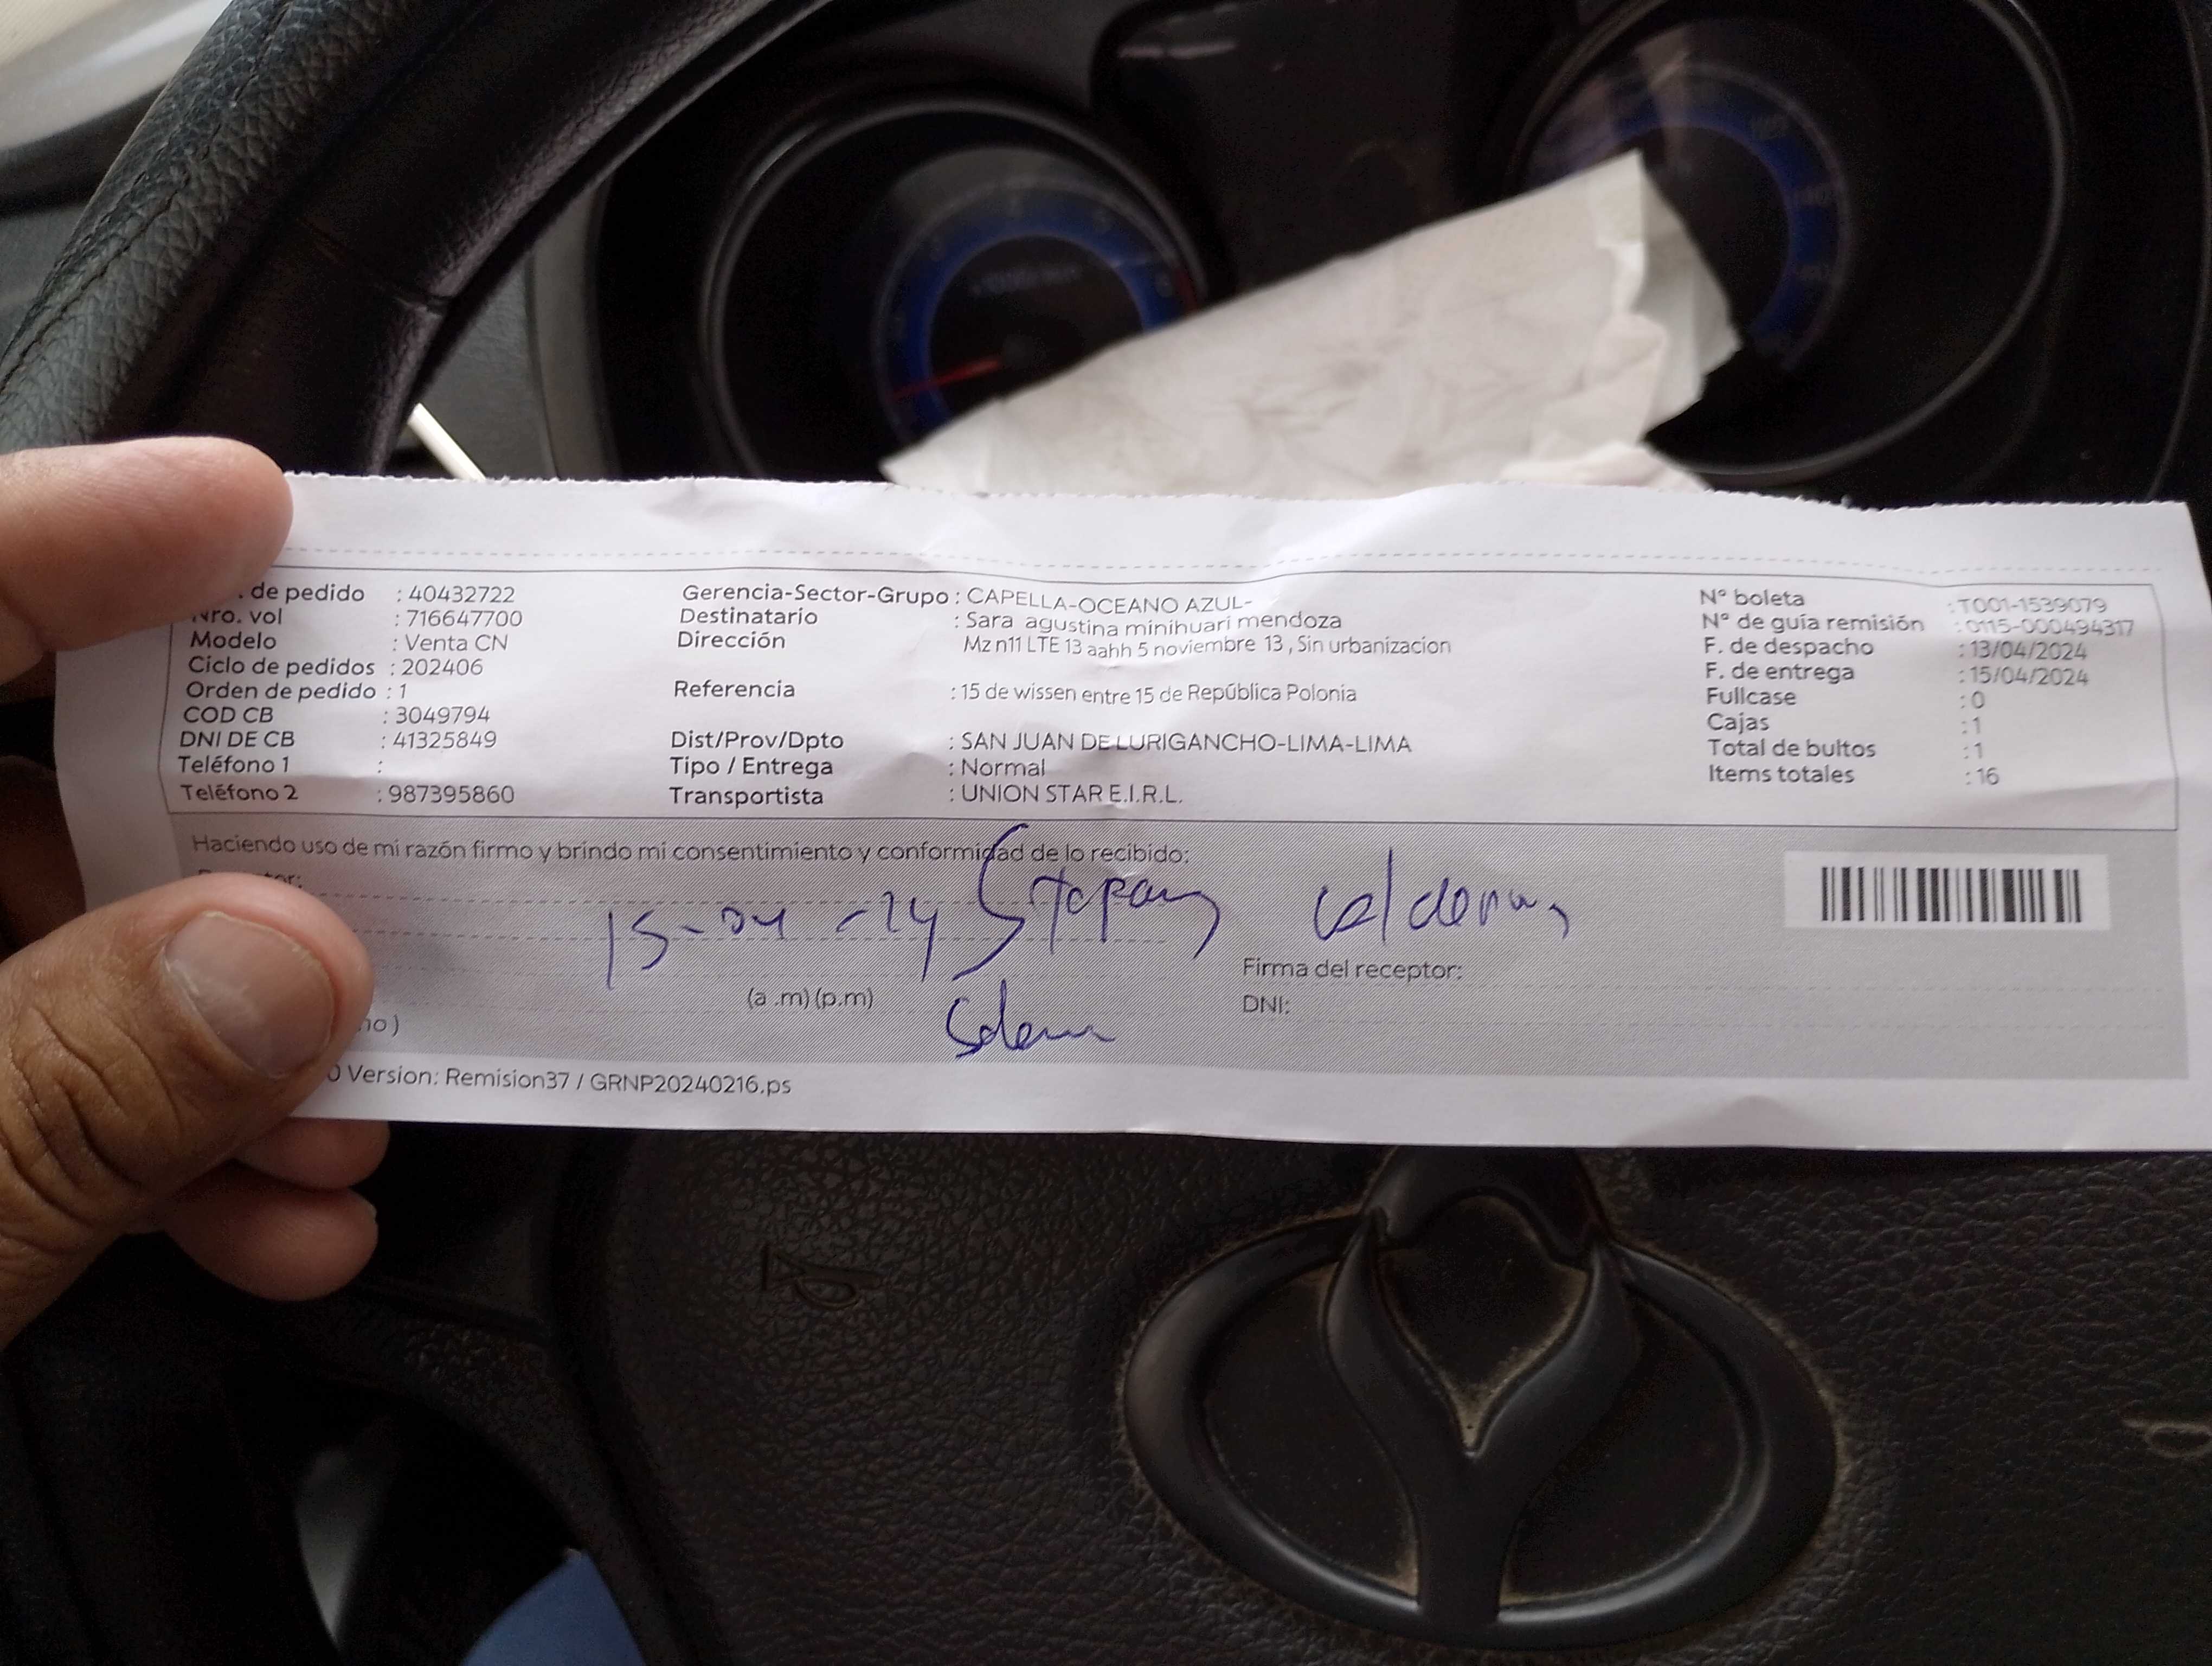 de pedido : 40432722
Nro. vol : 716647700
Modelo : Venta CN
Ciclo de pedidos : 202406
Orden de pedido : 1
COD CB : 3049794
DNI DE CB : 41325849
Teléfono 1 :
Teléfono 2 : 987395860
Gerencia-Sector-Grupo : CAPELLA-OCEANO AZUL-
Destinatario : Sara agustina minihuari mendoza
Dirección Mz n11 LTE 13 aahh 5 noviembre 13 , Sin urbanizacion
Referencia : 15 de wissen entre 15 de República Polonia
Dist/Prov/Dpto : SAN JUAN DE LURIGANCHO-LIMA-LIMA
Tipo / Entrega : Normal
Transportista : UNION STAR E.I.R.L.
N° boleta : T001-1539079
N° de guía remisión : 0115-000494317
F. de despacho : 13/04/2024
F. de entrega : 15/04/2024
Fullcase : 0
Cajas : 1
Total de bultos : 1
Items totales : 16
Haciendo uso de mi razón firmo y brindo mi consentimiento y conformidad de lo recibido:
15-04-24
Firma del receptor:
(a .m) (p.m)
DNI:
0 Version: Remision37 / GRNP20240216.ps